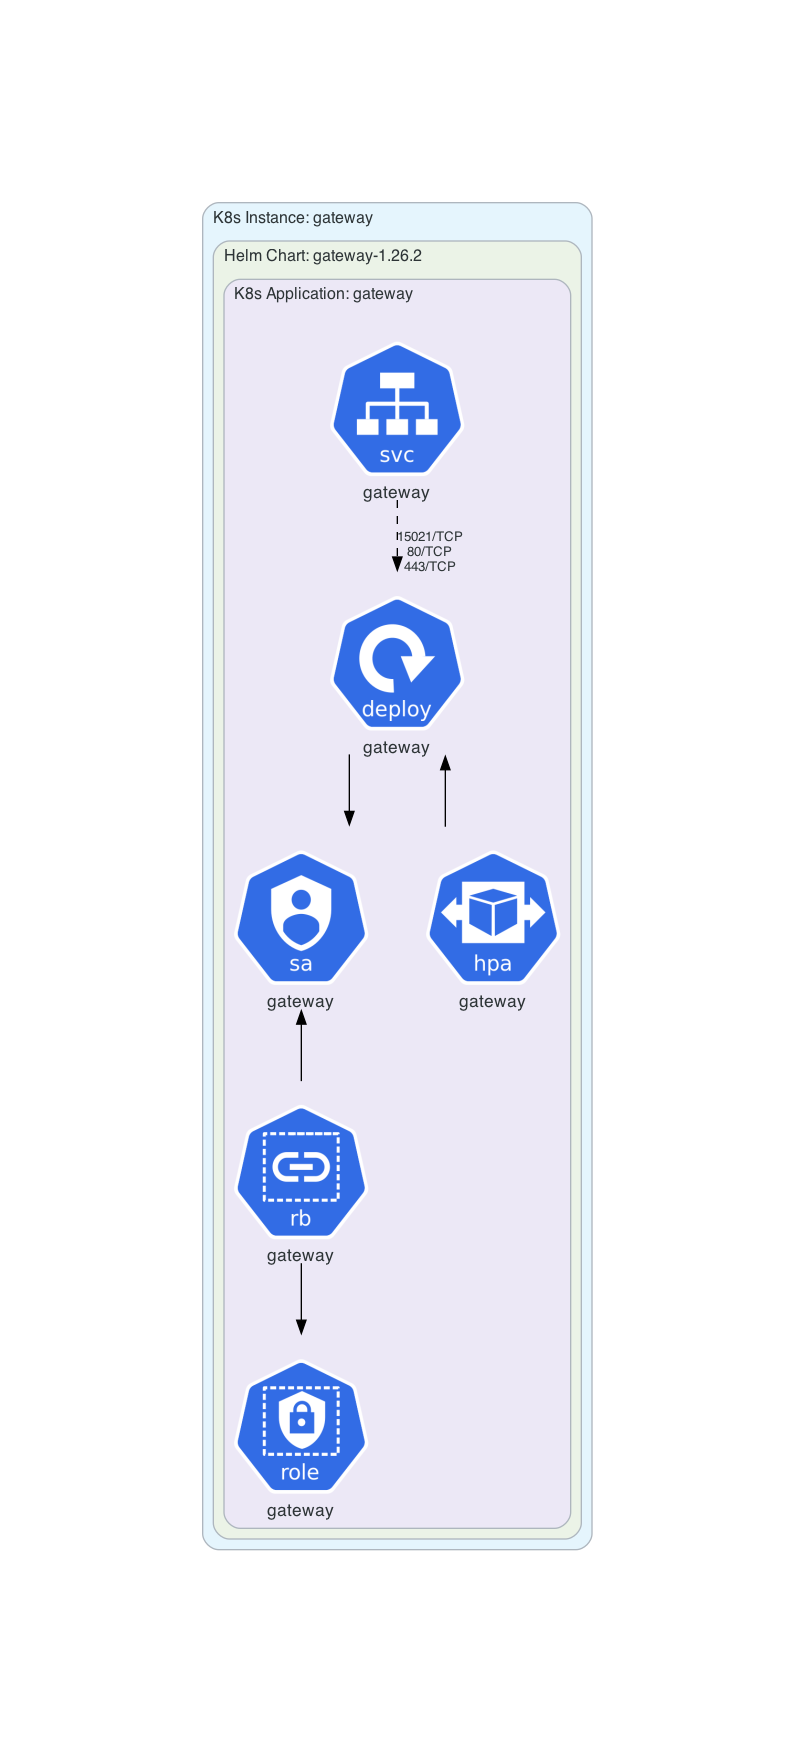 K8s Instance: gateway
Helm Chart: gateway-1.26.2
K8s Application: gateway
svc
gateway
15021/TCP
80/TCP
443/TCP
deploy
gateway
sa
gateway
hpa
gateway
rb
gateway
role
gateway